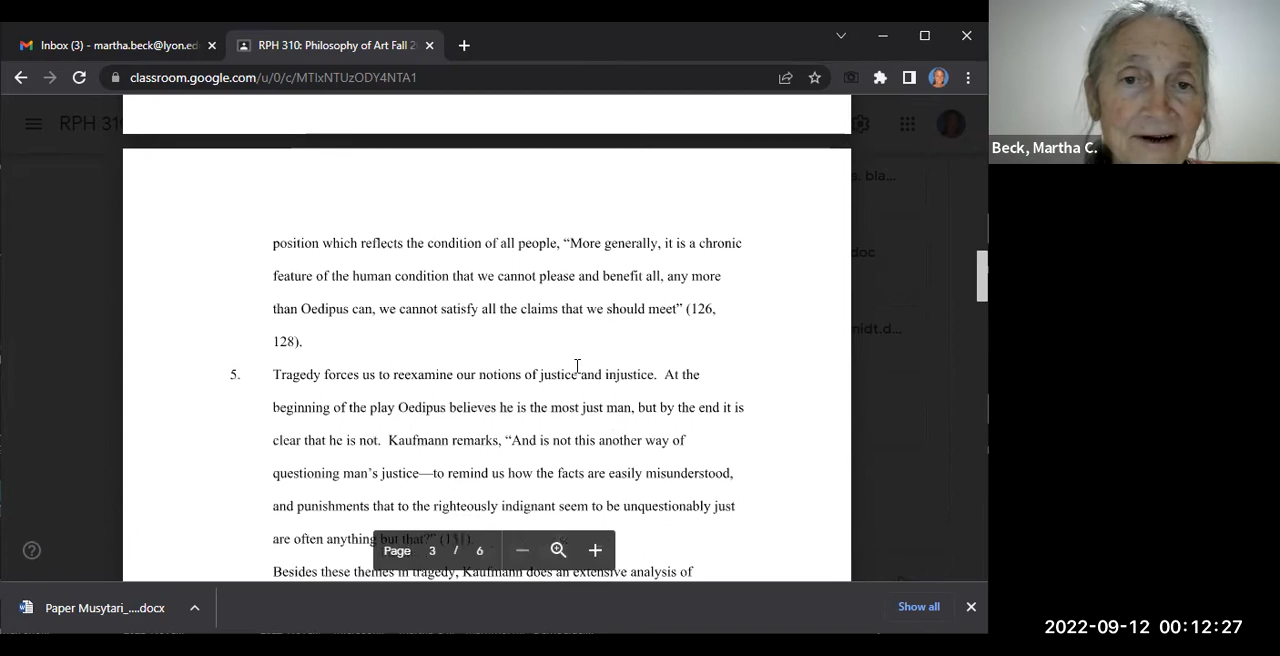 Inbox (3) - martha.beck@lyon.ed
RPH 310: Philosophy of Art Fall 2
classroom.google.com/u/0/c/MTIxNTUzODY4NTA1
RPH 310
Beck, Martha C.
s. bla...
doc
midt.d...
position which reflects the condition of all people, “More generally, it is a chronic
feature of the human condition that we cannot please and benefit all, any more
than Oedipus can, we cannot satisfy all the claims that we should meet” (126,
128).
5. Tragedy forces us to reexamine our notions of justice and injustice. At the
beginning of the play Oedipus believes he is the most just man, but by the end it is
clear that he is not. Kaufmann remarks, “And is not this another way of
questioning man’s justice—to remind us how the facts are easily misunderstood,
and punishments that to the righteously indignant seem to be unquestionably just
are often anything but that?” (131).
Besides these themes in tragedy, Kaufmann does an extensive analysis of
Page 3 / 6
Paper Musytari_....docx
Show all
2022-09-12 00:12:27